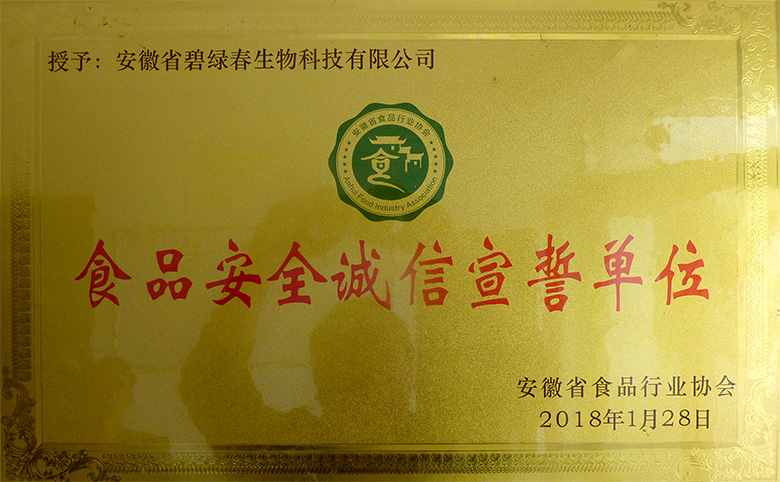 授予：安徽省碧绿春生物科技有限公司
安徽省食品行业协会
Anhui Food Industry Association
食品安全诚信宣誓单位
安徽省食品行业协会
2018年1月28日